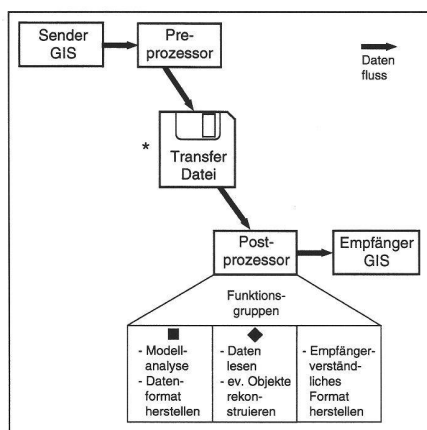 Sender
GIS
Pre-
prozessor
Daten
fluss
*
Transfer
Datei
Post-
prozessor
Empfänger
GIS
Funktions-
gruppen
- Modell-
analyse
- Daten-
format
herstellen
- Daten
lesen
- ev. Objekte
rekon-
struieren
- Empfänger-
verständ-
liches
Format
herstellen